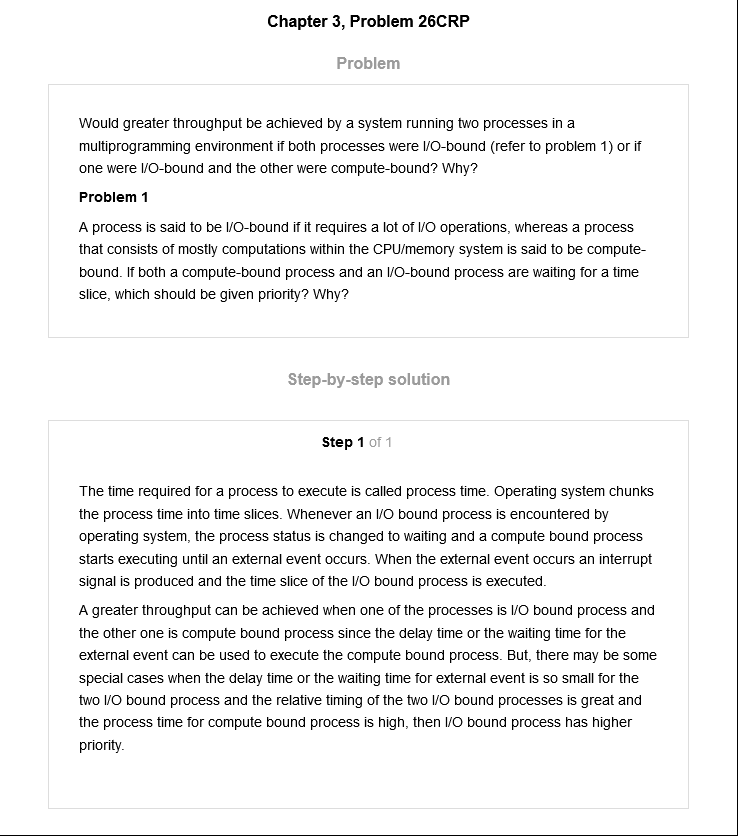 Chapter 3, Problem 26CRP
Problem
Would greater throughput be achieved by a system running two processes in a
multiprogramming environment if both processes were I/O-bound (refer to problem 1) or if
one were I/O-bound and the other were compute-bound? Why?
Problem 1
A process is said to be I/O-bound if it requires a lot of I/O operations, whereas a process
that consists of mostly computations within the CPU/memory system is said to be compute-
bound. If both a compute-bound process and an I/O-bound process are waiting for a time
slice, which should be given priority? Why?
Step-by-step solution
Step 1 of 1
The time required for a process to execute is called process time. Operating system chunks
the process time into time slices. Whenever an I/O bound process is encountered by
operating system, the process status is changed to waiting and a compute bound process
starts executing until an external event occurs. When the external event occurs an interrupt
signal is produced and the time slice of the I/O bound process is executed.
A greater throughput can be achieved when one of the processes is I/O bound process and
the other one is compute bound process since the delay time or the waiting time for the
external event can be used to execute the compute bound process. But, there may be some
special cases when the delay time or the waiting time for external event is so small for the
two I/O bound process and the relative timing of the two I/O bound processes is great and
the process time for compute bound process is high, then I/O bound process has higher
priority.